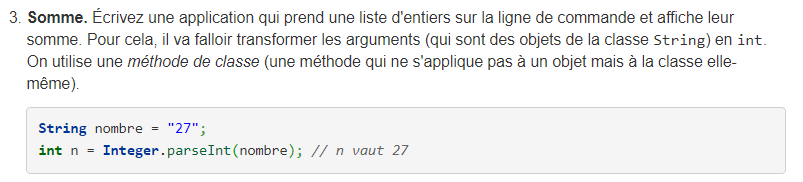 3. Somme. Écrivez une application qui prend une liste d'entiers sur la ligne de commande et affiche leur
somme. Pour cela, il va falloir transformer les arguments (qui sont des objets de la classe String) en int.
On utilise une méthode de classe (une méthode qui ne s'applique pas à un objet mais à la classe elle-
même).
String nombre = "27";
int n = Integer.parseInt(nombre); // n vaut 27